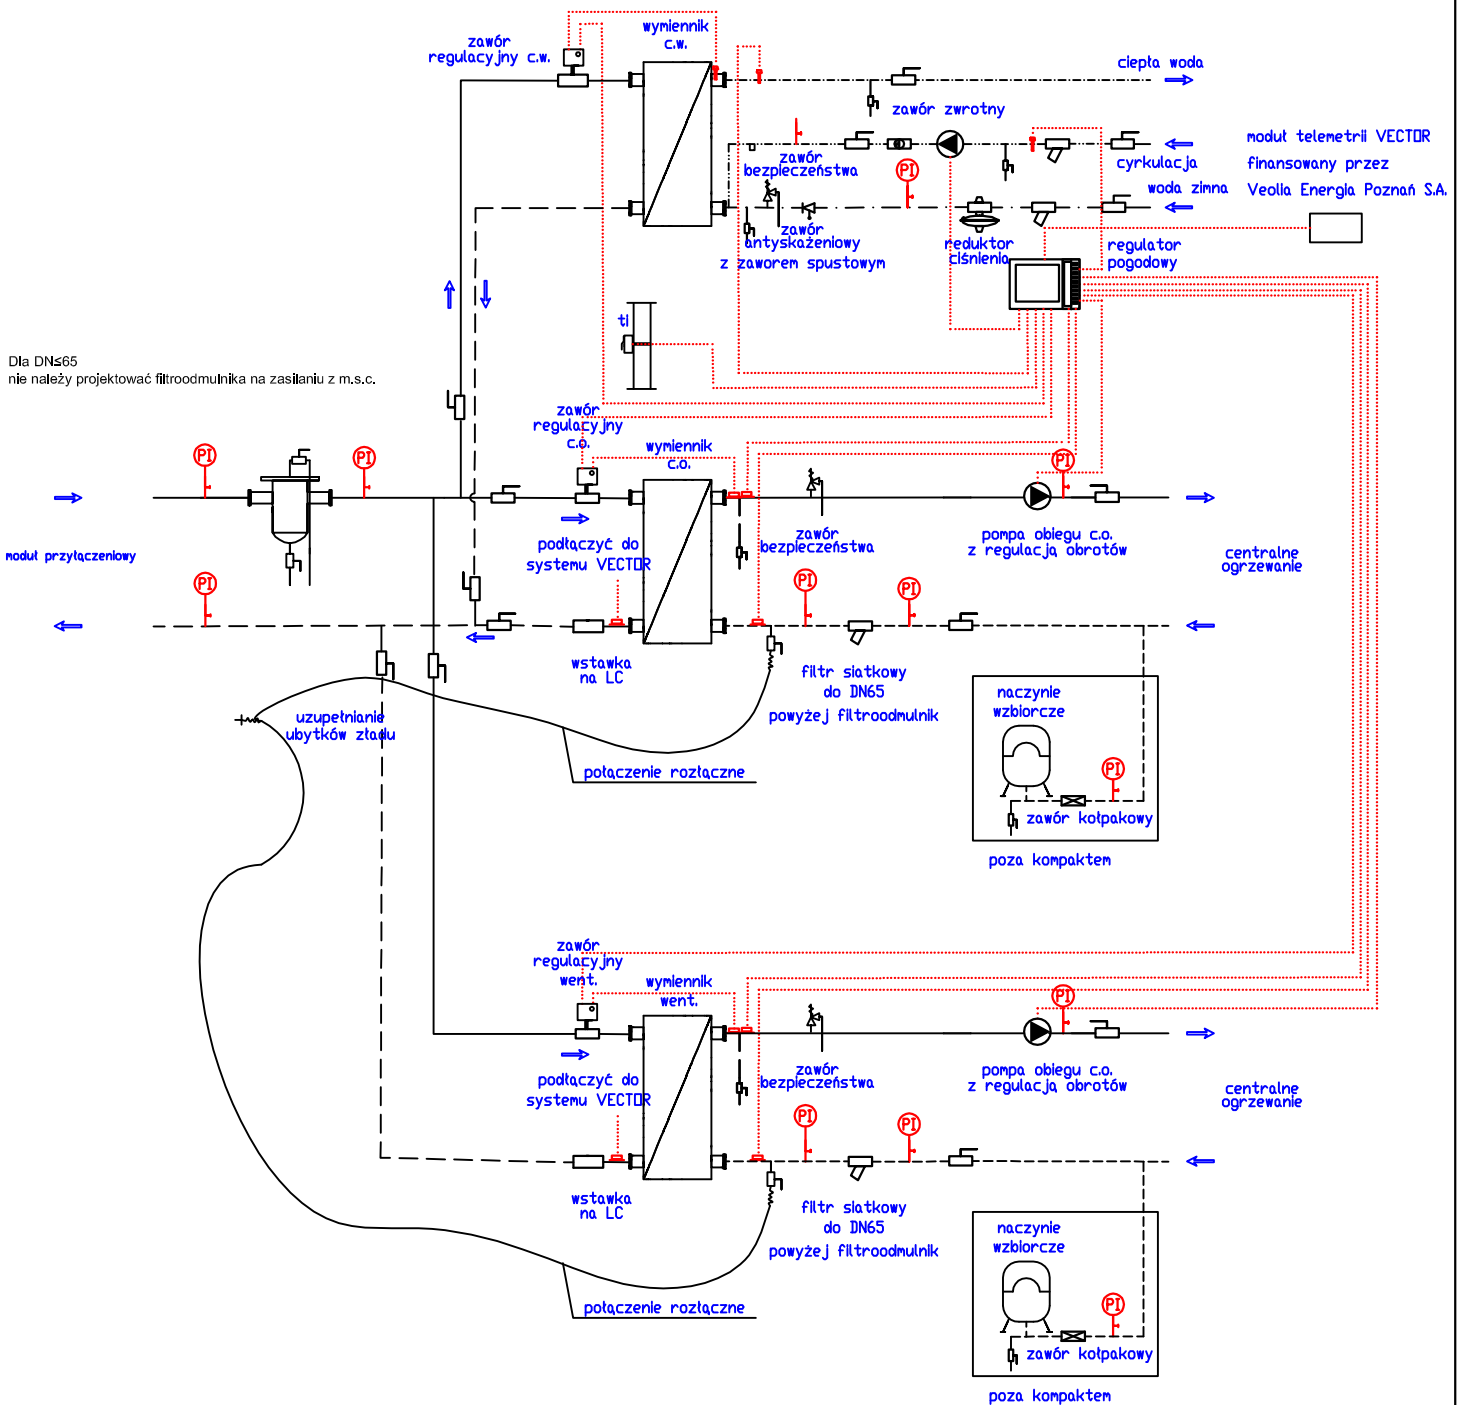 wymiennik
c.w.
zawór
regulacyjny c.w.
ciepła woda
zawór zwrotny
moduł telemetrii VECTOR
finansowany przez
Veolia Energia Poznań S.A.
zawór
bezpieczeństwa
PI
cyrkulacja
woda zimna
zawór
antyskażeniowy
z zaworem spustowym
reduktor
ciśnienia
regulator
pogodowy
ti
Dla DN≤65
nie należy projektować filtroodmulnika na zasilaniu z m.s.c.
zawór
regulacyjny
c.o.
wymiennik
c.o.
PI
PI
PI
moduł przyłączeniowy
podłączyć do
systemu VECTOR
zawór
bezpieczeństwa
pompa obiegu c.o.
z regulacją obrotów
centralne
ogrzewanie
PI
PI
PI
wstawka
na LC
filtr siatkowy
do DN65
powyżej filtroodmulnik
naczynie
wzbiorcze
uzupełnianie
ubytków zładu
połączenie rozłączne
PI
zawór kołpakowy
poza kompaktem
zawór
regulacyjny
went.
wymiennik
went.
PI
podłączyć do
systemu VECTOR
zawór
bezpieczeństwa
pompa obiegu c.o.
z regulacją obrotów
centralne
ogrzewanie
PI
PI
wstawka
na LC
filtr siatkowy
do DN65
powyżej filtroodmulnik
naczynie
wzbiorcze
połączenie rozłączne
PI
zawór kołpakowy
poza kompaktem